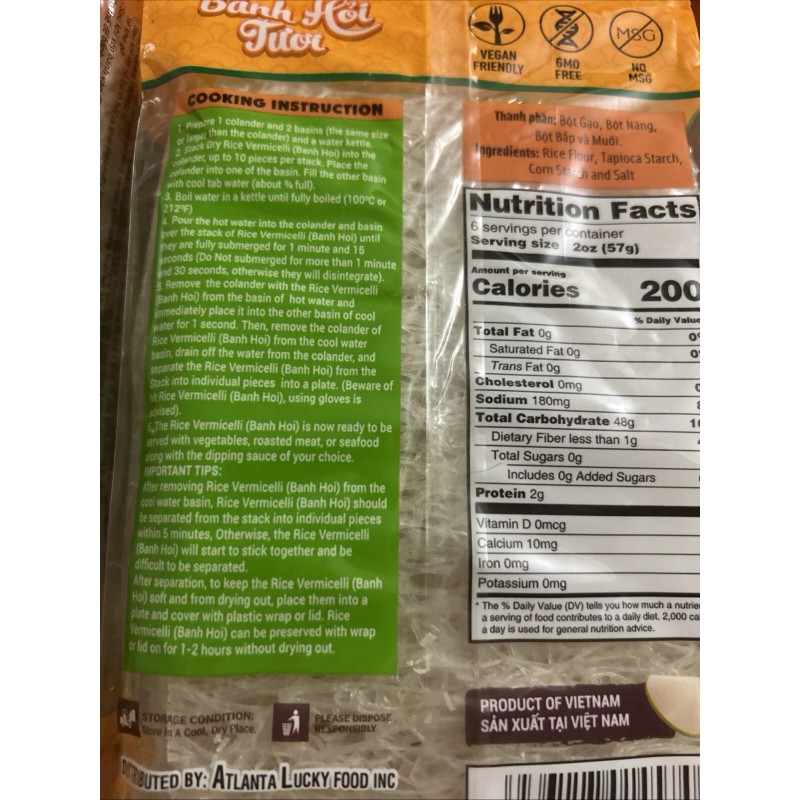 Bánh Hỏi
Tươi
VEGAN
FRIENDLY
GMO
FREE
MSG
NO
MSG
COOKING INSTRUCTION
1. Prepare 1 colander and 2 basins (the same size
or larger than the colander) and a water kettle.
2. Stack Dry Rice Vermicelli (Banh Hoi) into the
colander, up to 10 pieces per stack. Place the
colander into one of the basin. Fill the other basin
with cool tab water (about ¾ full).
3. Boil water in a kettle until fully boiled (100°C or
212°F)
4. Pour the hot water into the colander and basin
over the stack of Rice Vermicelli (Banh Hoi) until
they are fully submerged for 1 minute and 15
seconds (Do Not submerged for more than 1 minute
and 30 seconds, otherwise they will disintegrate).
5. Remove the colander with the Rice Vermicelli
(Banh Hoi) from the basin of hot water and
immediately place it into the other basin of cool
water for 1 second. Then, remove the colander of
Rice Vermicelli (Banh Hoi) from the cool water
basin, drain off the water from the colander, and
separate the Rice Vermicelli (Banh Hoi) from the
Stack into individual pieces into a plate. (Beware of
Rice Vermicelli (Banh Hoi), using gloves is
advised).
6. The Rice Vermicelli (Banh Hoi) is now ready to be
served with vegetables, roasted meat, or seafood
along with the dipping sauce of your choice.
IMPORTANT TIPS:
After removing Rice Vermicelli (Banh Hoi) from the
cool water basin, Rice Vermicelli (Banh Hoi) should
be separated from the stack into individual pieces
within 5 minutes, Otherwise, the Rice Vermicelli
(Banh Hoi) will start to stick together and be
difficult to be separated.
After separation, to keep the Rice Vermicelli (Banh
Hoi) soft and from drying out, place them into a
plate and cover with plastic wrap or lid. Rice
Vermicelli (Banh Hoi) can be preserved with wrap
or lid on for 1-2 hours without drying out.
STORAGE CONDITION:
Store In A Cool, Dry Place.
PLEASE DISPOSE
RESPONSIBLY
DISTRIBUTED BY: ATLANTA LUCKY FOOD INC
Thành phần: Bột Gạo, Bột Năng,
Bột Bắp và Muối.
Ingredients: Rice Flour, Tapioca Starch,
Corn Starch and Salt
Nutrition Facts
6 servings per container
Serving size 2oz (57g)
Amount per serving
Calories 200
% Daily Value
Total Fat 0g 0
Saturated Fat 0g 0
Trans Fat 0g
Cholesterol 0mg
Sodium 180mg
Total Carbohydrate 48g
Dietary Fiber less than 1g
Total Sugars 0g
Includes 0g Added Sugars
Protein 2g
Vitamin D 0mcg
Calcium 10mg
Iron 0mg
Potassium 0mg
* The % Daily Value (DV) tells you how much a nutrie
a serving of food contributes to a daily diet. 2,000 cal
a day is used for general nutrition advice.
PRODUCT OF VIETNAM
SẢN XUẤT TẠI VIỆT NAM